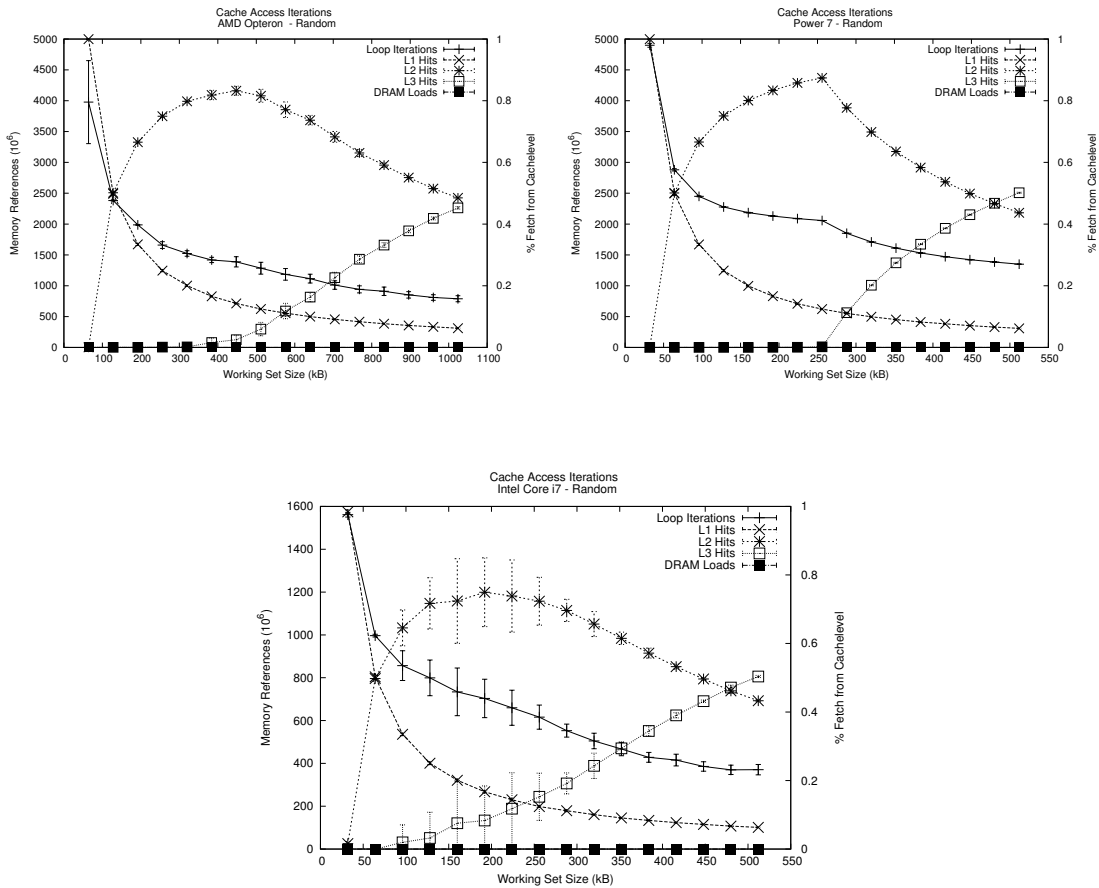 Cache Access Iterations
AMD Opteron - Random
5000
4500
4000
3500
3000
2500
2000
1500
1000
500
0
Memory References (10^6)
1
0.8
0.6
0.4
0.2
0
% Fetch from Cachelevel
0 100 200 300 400 500 600 700 800 900 1000 1100
Working Set Size (kB)
Loop Iterations
L1 Hits
L2 Hits
L3 Hits
DRAM Loads
Cache Access Iterations
Power 7 - Random
5000
4500
4000
3500
3000
2500
2000
1500
1000
500
0
Memory References (10^6)
1
0.8
0.6
0.4
0.2
0
% Fetch from Cachelevel
0 50 100 150 200 250 300 350 400 450 500 550
Working Set Size (kB)
Loop Iterations
L1 Hits
L2 Hits
L3 Hits
DRAM Loads
Cache Access Iterations
Intel Core i7 - Random
1600
1400
1200
1000
800
600
400
200
0
Memory References (10^6)
1
0.8
0.6
0.4
0.2
0
% Fetch from Cachelevel
0 50 100 150 200 250 300 350 400 450 500 550
Working Set Size (kB)
Loop Iterations
L1 Hits
L2 Hits
L3 Hits
DRAM Loads